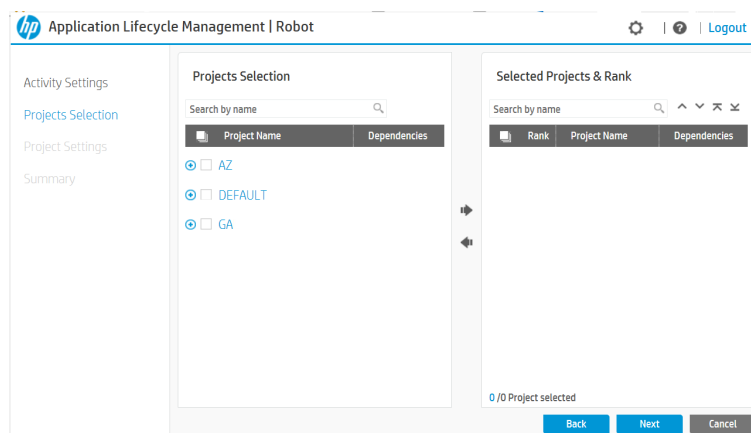 hp Application Lifecycle Management | Robot
| ? | Logout
Activity Settings
Projects Selection
Project Settings
Summary
Projects Selection
Search by name
Project Name Dependencies
AZ
DEFAULT
GA
Selected Projects & Rank
Search by name
Rank Project Name Dependencies
0 /0 Project selected
Back Next Cancel